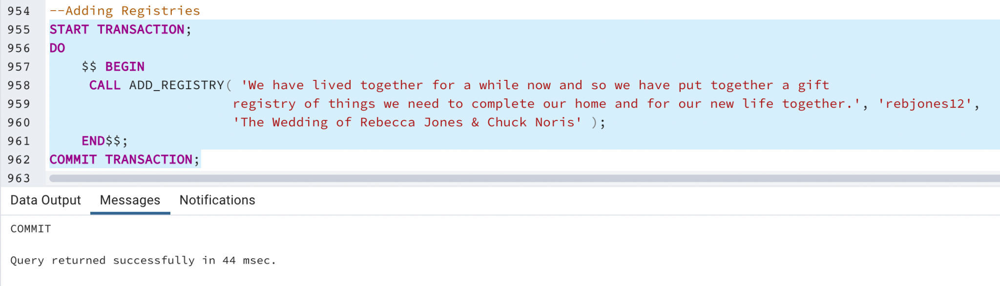 954 --Adding Registries
955 START TRANSACTION;
956 DO
957 $$ BEGIN
958 CALL ADD_REGISTRY( 'We have lived together for a while now and so we have put together a gift
959 registry of things we need to complete our home and for our new life together.', 'rebjones12',
960 'The Wedding of Rebecca Jones & Chuck Noris' );
961 END$$;
962 COMMIT TRANSACTION;
963
Data Output Messages Notifications
COMMIT
Query returned successfully in 44 msec.